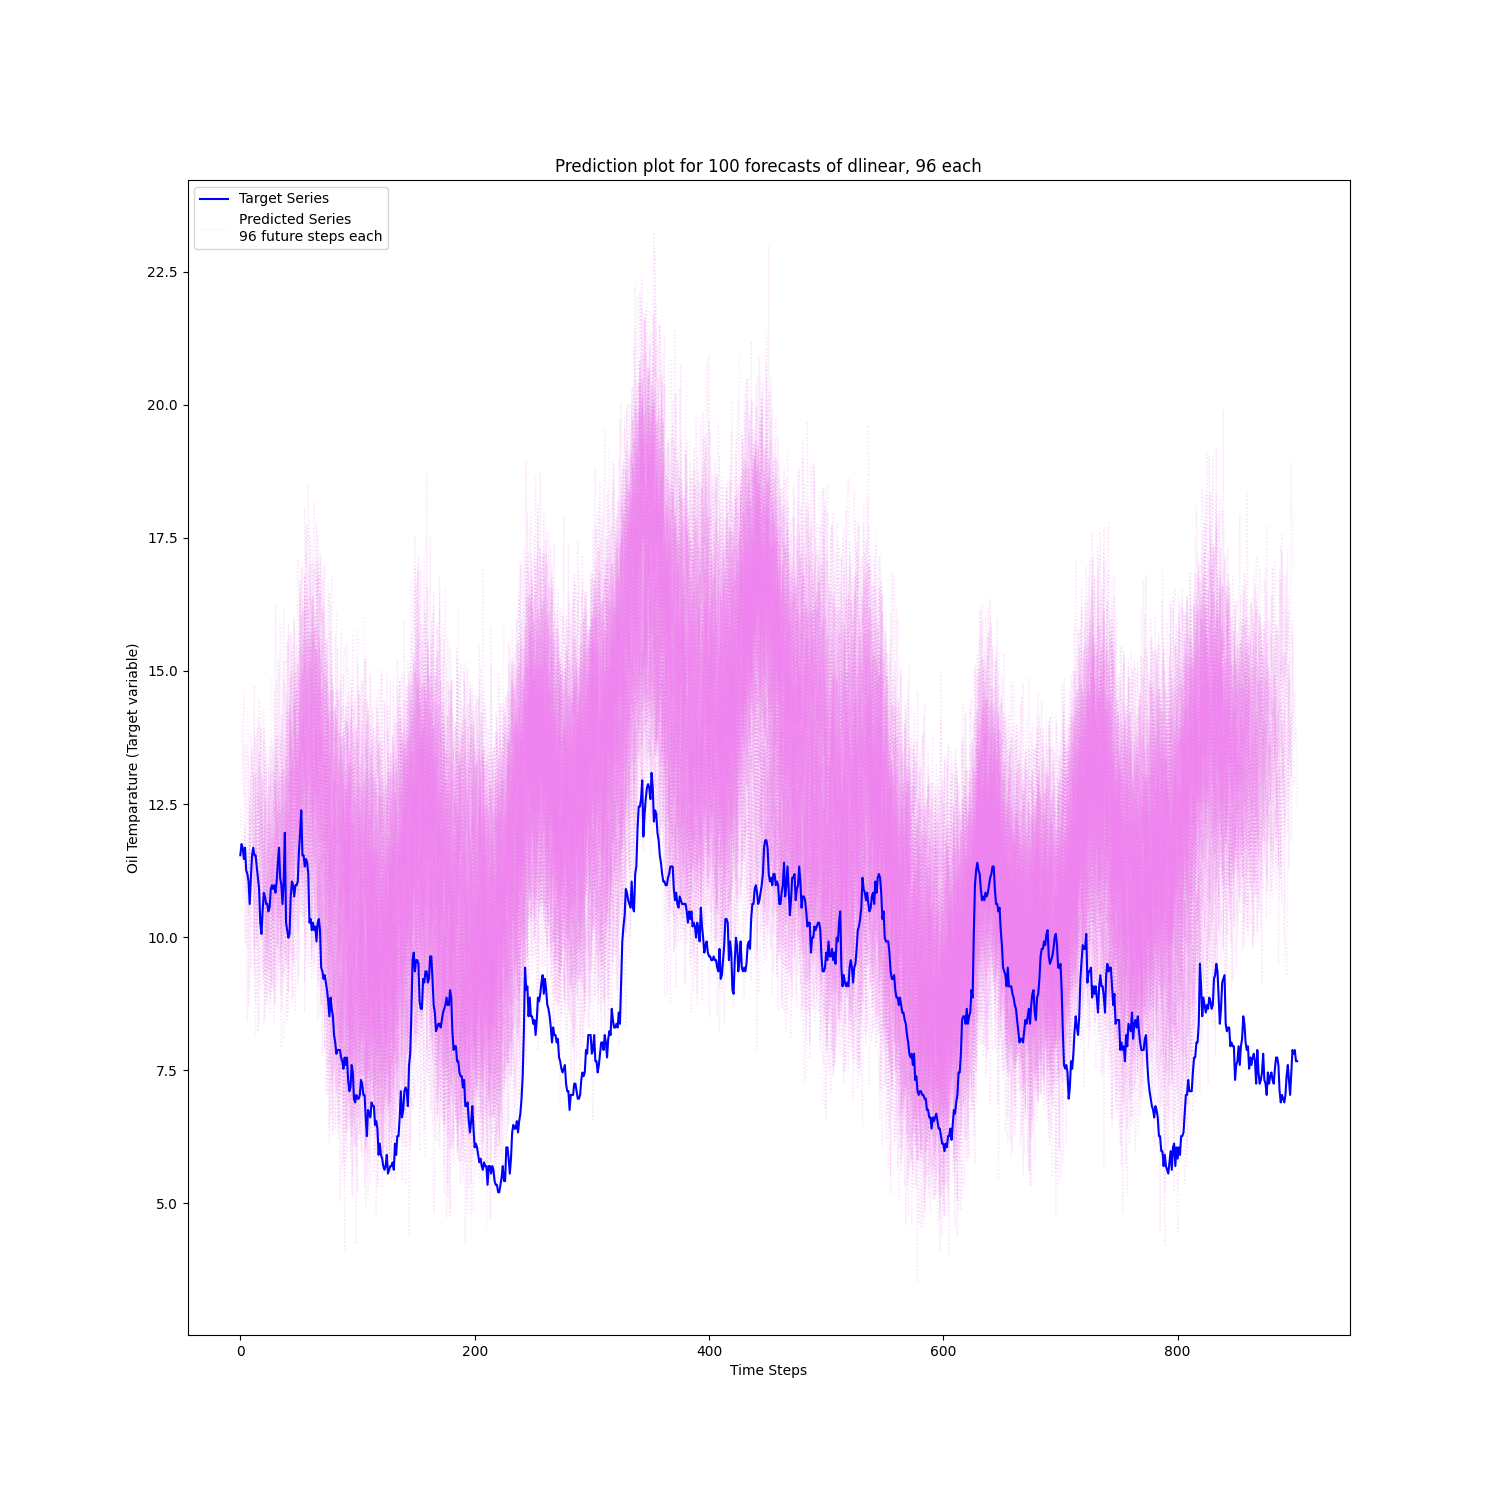 Prediction plot for 100 forecasts of dlinear, 96 each
Target Series
Predicted Series
96 future steps each
22.5
20.0
17.5
15.0
12.5
10.0
7.5
5.0
Oil Temparature (Target variable)
0
200
400
600
800
Time Steps